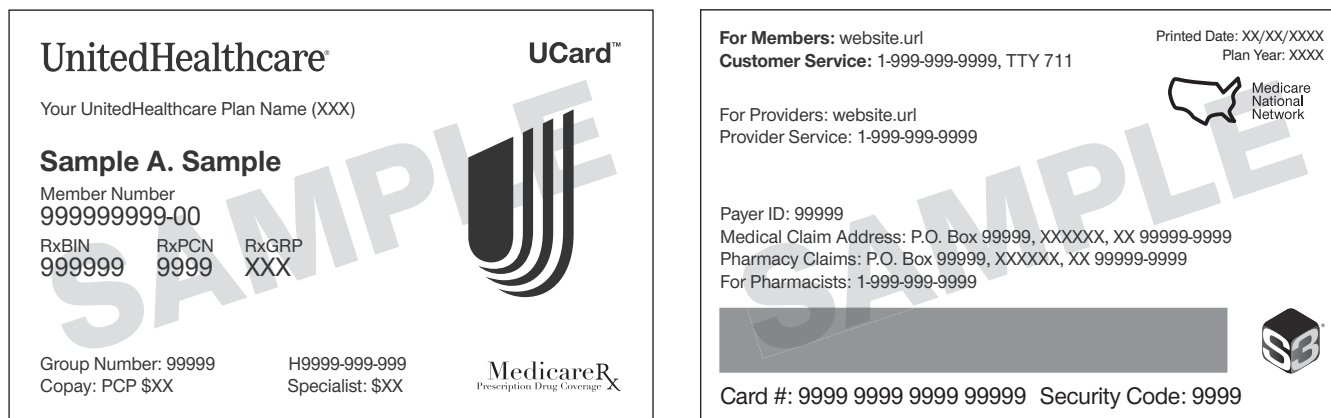 UnitedHealthcare®
UCard™
Your UnitedHealthcare Plan Name (XXX)
Sample A. Sample
Member Number
999999999-00
RxBIN RxPCN RxGRP
999999 9999 XXX
SAMPLE
Group Number: 99999 H9999-999-999
Copay: PCP $XX Specialist: $XX
MedicareRx
Prescription Drug Coverage
For Members: website.url
Customer Service: 1-999-999-9999, TTY 711
Printed Date: XX/XX/XXXX
Plan Year: XXXX
Medicare
National
Network
For Providers: website.url
Provider Service: 1-999-999-9999
Payer ID: 99999
Medical Claim Address: P.O. Box 99999, XXXXXX, XX 99999-9999
Pharmacy Claims: P.O. Box 99999, XXXXXX, XX 99999-9999
For Pharmacists: 1-999-999-9999
SAMPLE
S3
Card #: 9999 9999 9999 99999 Security Code: 9999